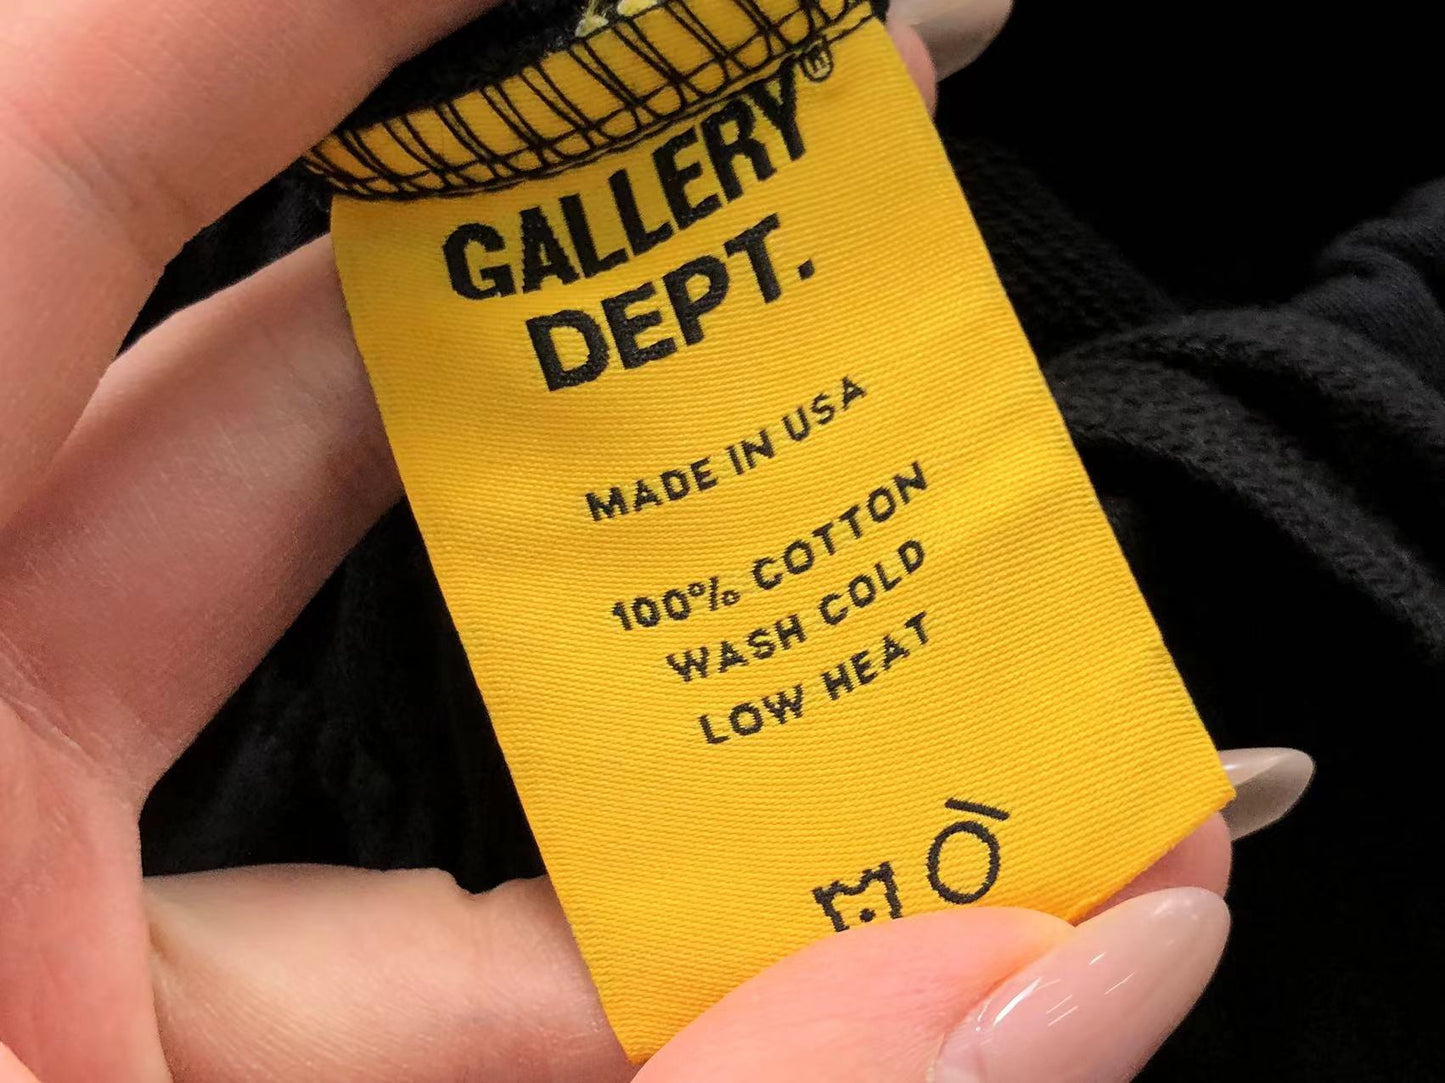 GALLERY®
DEPT.
MADE IN USA
100% COTTON
WASH COLD
LOW HEAT